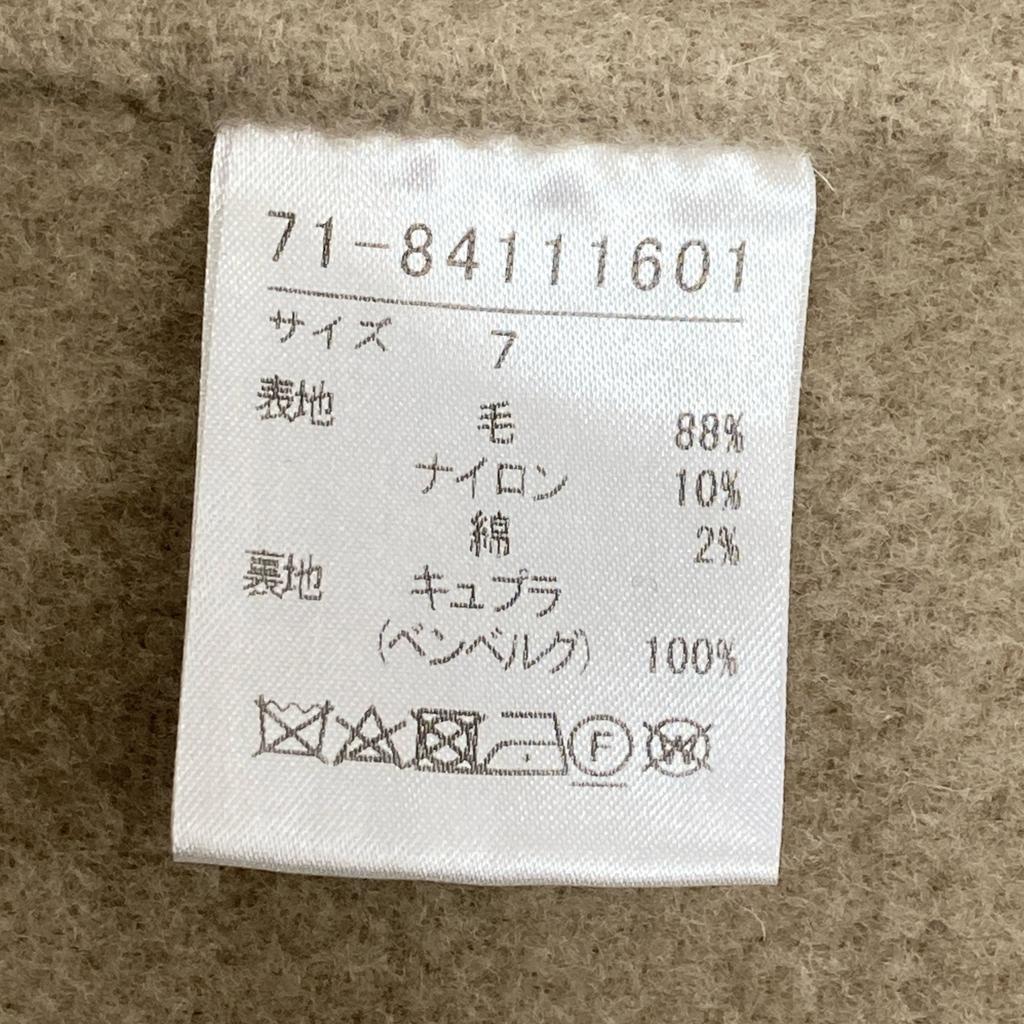 71-84111601
サイズ 7
表地 毛 88%
ナイロン 10%
綿 2%
裏地 キュプラ
(ベンベルグ) 100%
F W